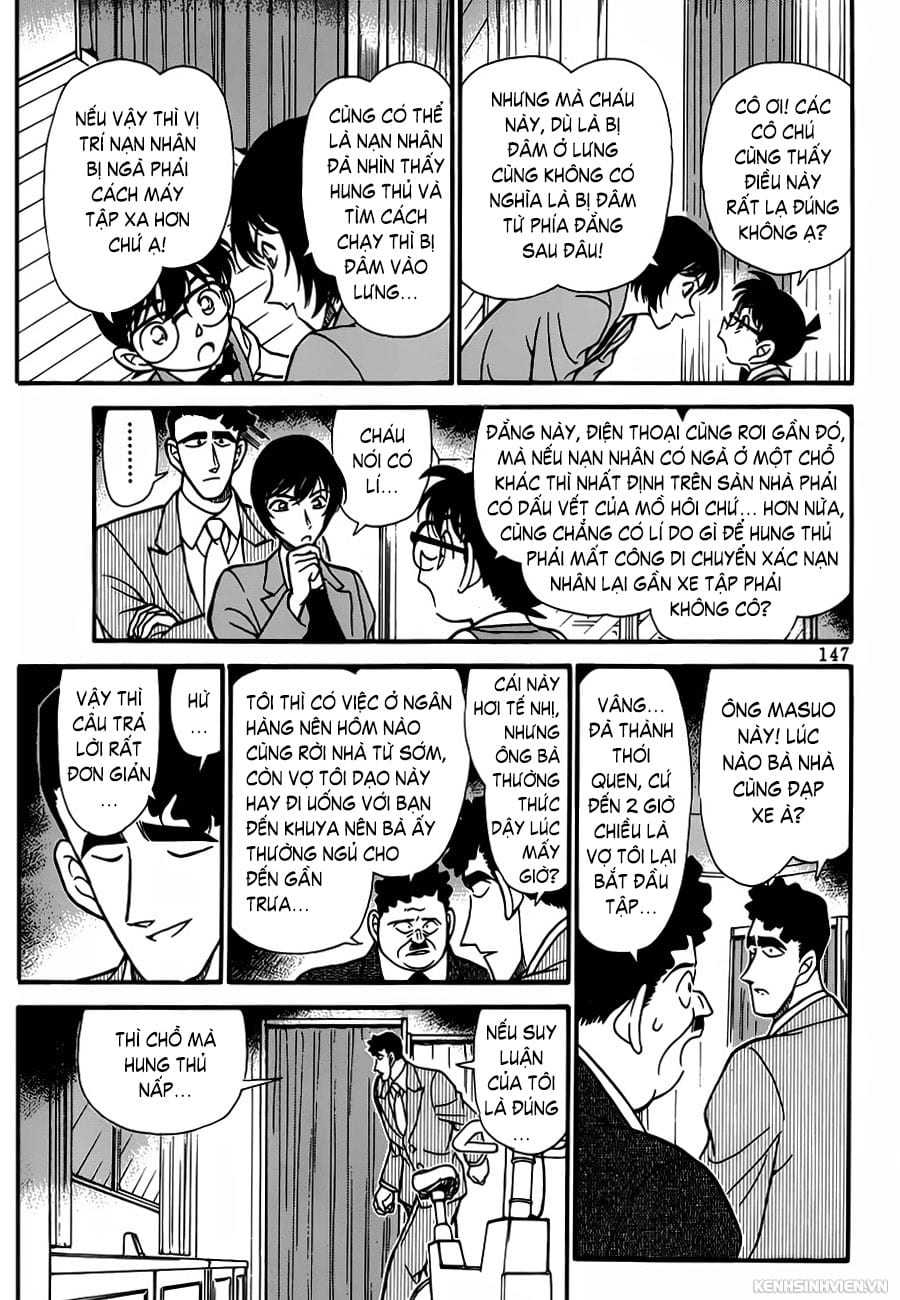 CÔ ƠI! CÁC
CÔ CHÚ
CŨNG THẤY
ĐIỀU NÀY
RẤT LẠ ĐÚNG
KHÔNG Ạ?
NHƯNG MÀ CHÁU
NÀY, DÙ LÀ BỊ
ĐÂM Ở LƯNG
CŨNG KHÔNG CÓ
NGHĨA LÀ BỊ ĐÂM
TỪ PHÍA ĐẰNG
SAU ĐÂU!
CŨNG CÓ THỂ
LÀ NẠN NHÂN
ĐÃ NHÌN THẤY
HUNG THỦ VÀ
TÌM CÁCH
CHẠY THÌ BỊ
ĐÂM VÀO
LƯNG...
NẾU VẬY THÌ VỊ
TRÍ NẠN NHÂN
BỊ NGÃ PHẢI
CÁCH MÁY
TẬP XA HƠN
CHỨ Ạ!
ĐẰNG NÀY, ĐIỆN THOẠI CŨNG RƠI GẦN ĐÓ,
MÀ NẾU NẠN NHÂN CÓ NGÃ Ở MỘT CHỖ
KHÁC THÌ NHẤT ĐỊNH TRÊN SÀN NHÀ PHẢI
CÓ DẤU VẾT CỦA MỒ HÔI CHỨ... HƠN NỮA,
CŨNG CHẲNG CÓ LÍ DO GÌ ĐỂ HUNG THỦ
PHẢI MẤT CÔNG DI CHUYỂN XÁC NẠN
NHÂN LẠI GẦN XE TẬP PHẢI
KHÔNG CÔ?
CHÁU
NÓI CÓ
LÍ...
........
147
ÔNG MASUO
NÀY! LÚC
NÀO BÀ NHÀ
CŨNG ĐẠP
XE À?
VÂNG...
ĐÃ THÀNH
THÓI
QUEN, CỨ
ĐẾN 2 GIỜ
CHIỀU LÀ
VỢ TÔI LẠI
BẮT ĐẦU
TẬP...
CÁI NÀY
HƠI TẾ NHỊ,
NHƯNG
ÔNG BÀ
THƯỜNG
THỨC
DẬY LÚC
MẤY
GIỜ?
TÔI THÌ CÓ VIỆC Ở NGÂN
HÀNG NÊN HÔM NÀO
CŨNG RỜI NHÀ TỪ SỚM,
CÒN VỢ TÔI DẠO NÀY
HAY ĐI UỐNG VỚI BẠN
ĐẾN KHUYA NÊN BÀ ẤY
THƯỜNG NGỦ CHO
ĐẾN GẦN
TRƯA...
HỪ
...
VẬY THÌ
CÂU TRẢ
LỜI RẤT
ĐƠN GIẢN
...
NẾU SUY
LUẬN
CỦA TÔI
LÀ ĐÚNG
...
THÌ CHỖ MÀ
HUNG THỦ
NẤP...
KENHSINHVIEN.VN